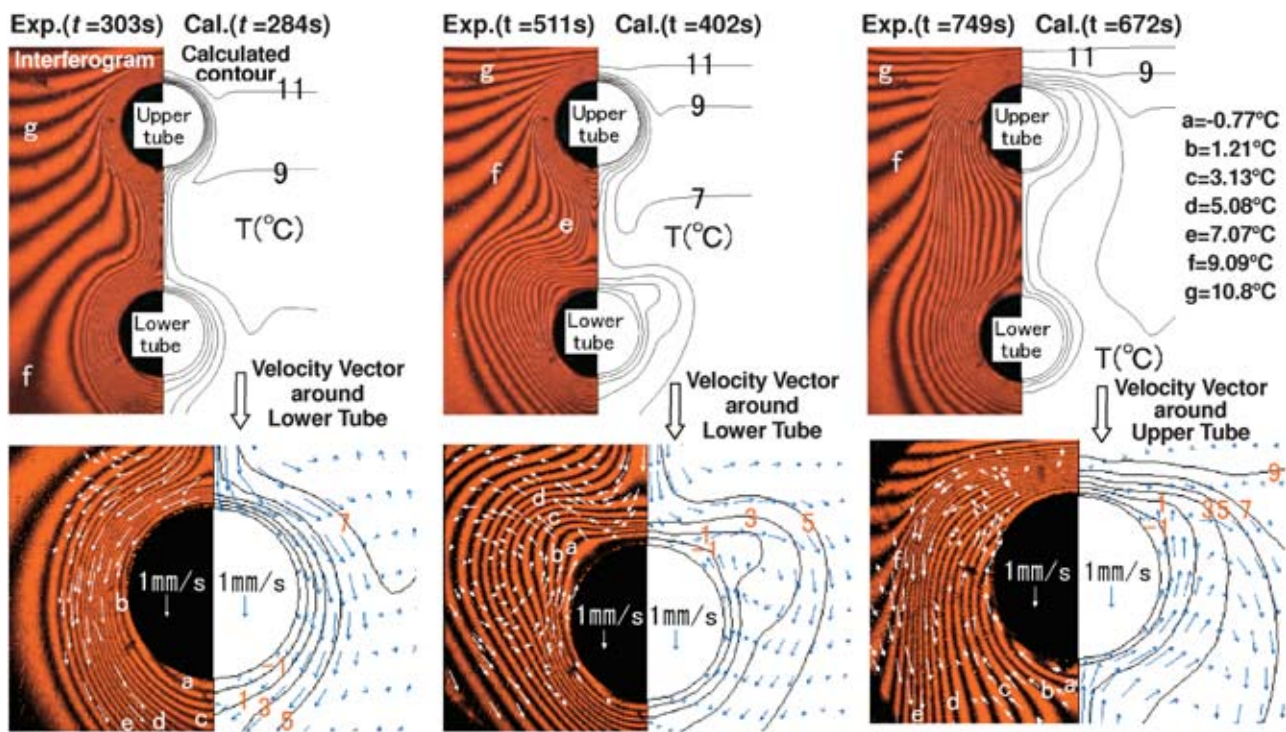 Exp.(t =303s) Cal.(t =284s)
Interferogram
Calculated
contour
11
g
Upper
tube
9
T(°C)
Lower
tube
f
Velocity Vector
around
Lower Tube
7
b
1mm/s
1mm/s
a
-1
1
3
5
e
d
c
Exp.(t =511s) Cal.(t =402s)
g
11
Upper
tube
9
f
7
e
T(°C)
Lower
tube
Velocity Vector
around
Lower Tube
d
c
b
a
1
-1
3
5
1mm/s
1mm/s
Exp.(t =749s) Cal.(t =672s)
g
11
9
Upper
tube
f
a=-0.77°C
b=1.21°C
c=3.13°C
d=5.08°C
e=7.07°C
f=9.09°C
g=10.8°C
Lower
tube
T(°C)
Velocity Vector
around
Upper Tube
9
1
-1
3
5
7
f
1mm/s
1mm/s
e
d
c
b
a